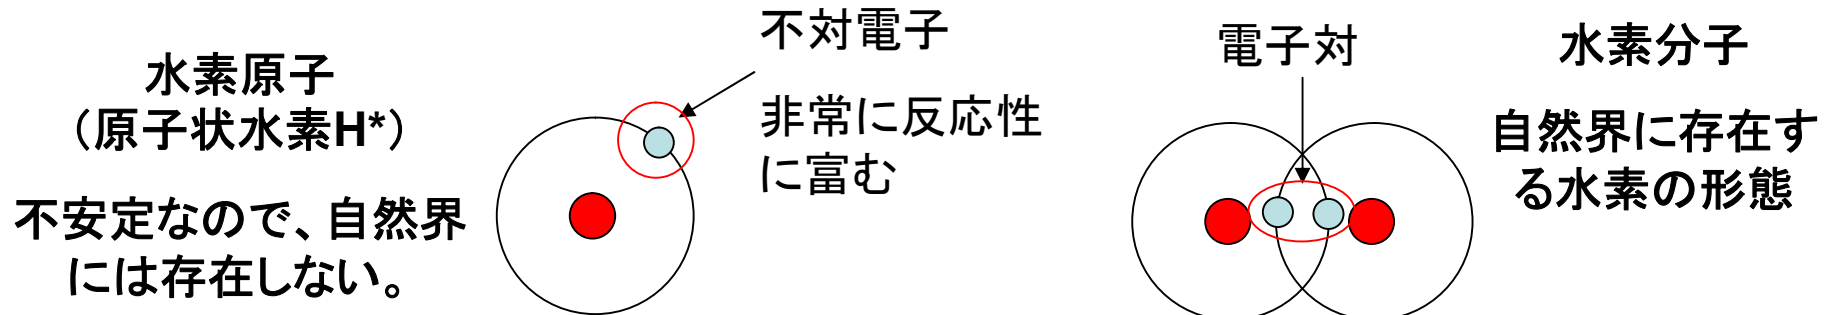 水素原子
（原子状水素H*）
不安定なので、自然界
には存在しない。
不対電子
非常に反応性
に富む
電子対
水素分子
自然界に存在す
る水素の形態